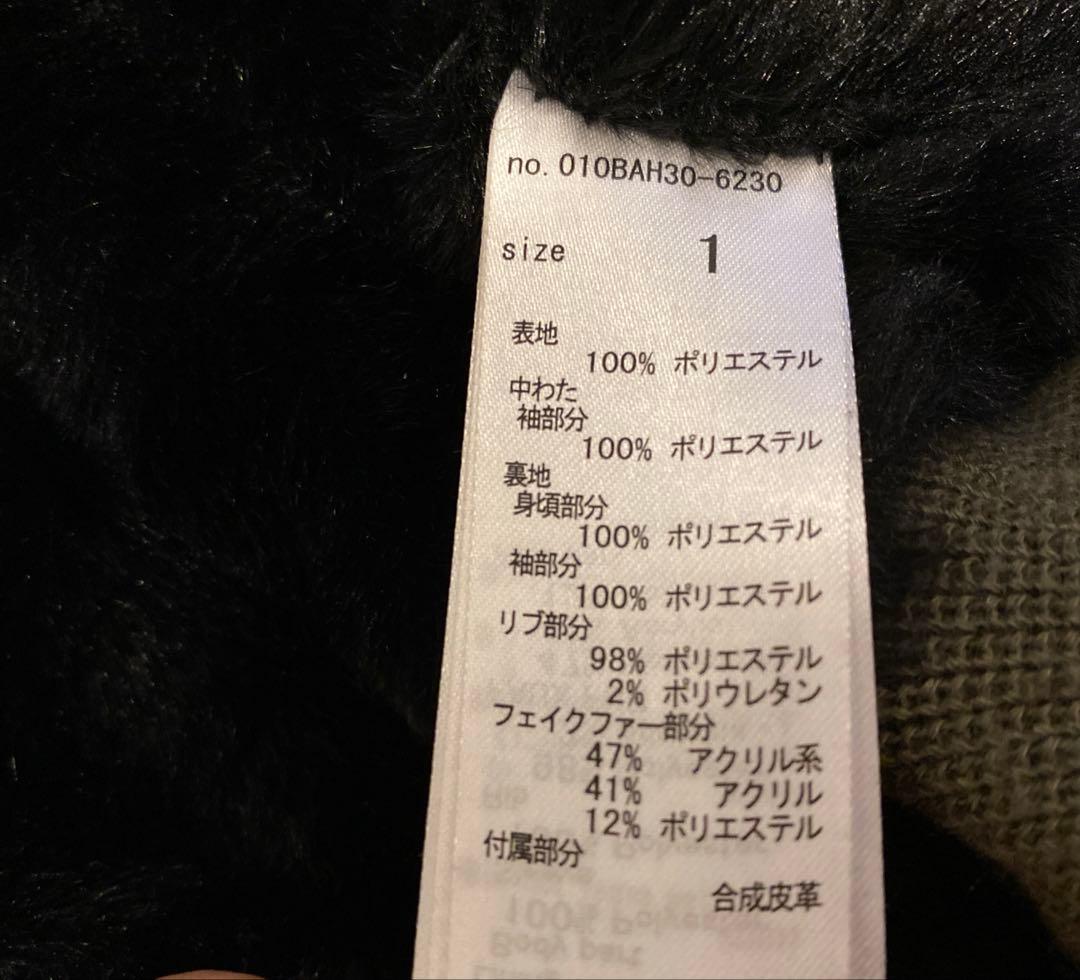 no. 010BAH30-6230
size 1
表地
100% ポリエステル
中わた
袖部分
100% ポリエステル
裏地
身頃部分
100% ポリエステル
袖部分
100% ポリエステル
リブ部分
98% ポリエステル
2% ポリウレタン
フェイクファー部分
47% アクリル系
41% アクリル
12% ポリエステル
付属部分
合成皮革